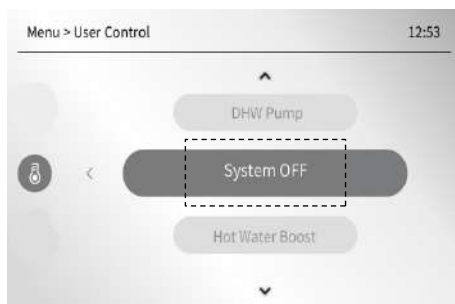 Menu > User Control 12:53
DHW Pump
System OFF
Hot Water Boost